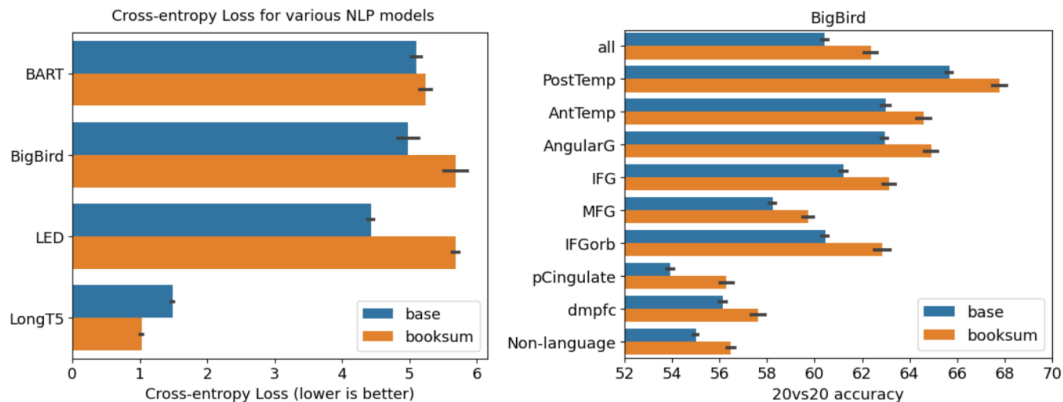 Cross-entropy Loss for various NLP models
BART
BigBird
LED
LongT5
base
booksum
0 1 2 3 4 5 6
Cross-entropy Loss (lower is better)
BigBird
all
PostTemp
AntTemp
AngularG
IFG
MFG
IFGorb
pCingulate
dmpfc
Non-language
base
booksum
52 54 56 58 60 62 64 66 68 70
20vs20 accuracy